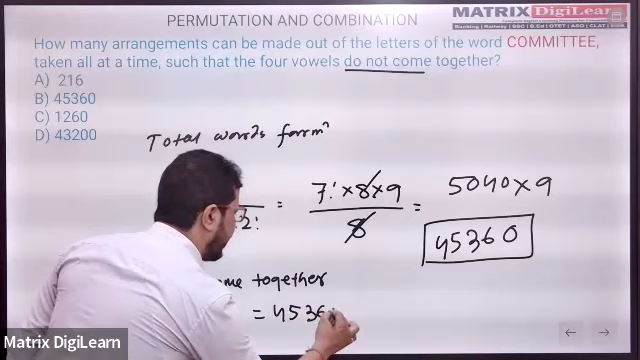 PERMUTATION AND COMBINATION
MATRIX DigiLearn
How many arrangements can be made out of the letters of the word COMMITTEE,
taken all at a time, such that the four vowels do not come together?
A) 216
B) 45360
C) 1260
D) 43200
Total words formⁿ
2! = 7! × 8 × 9 / 8 = 5040 × 9
45360
me together
= 4536
Matrix DigiLearn